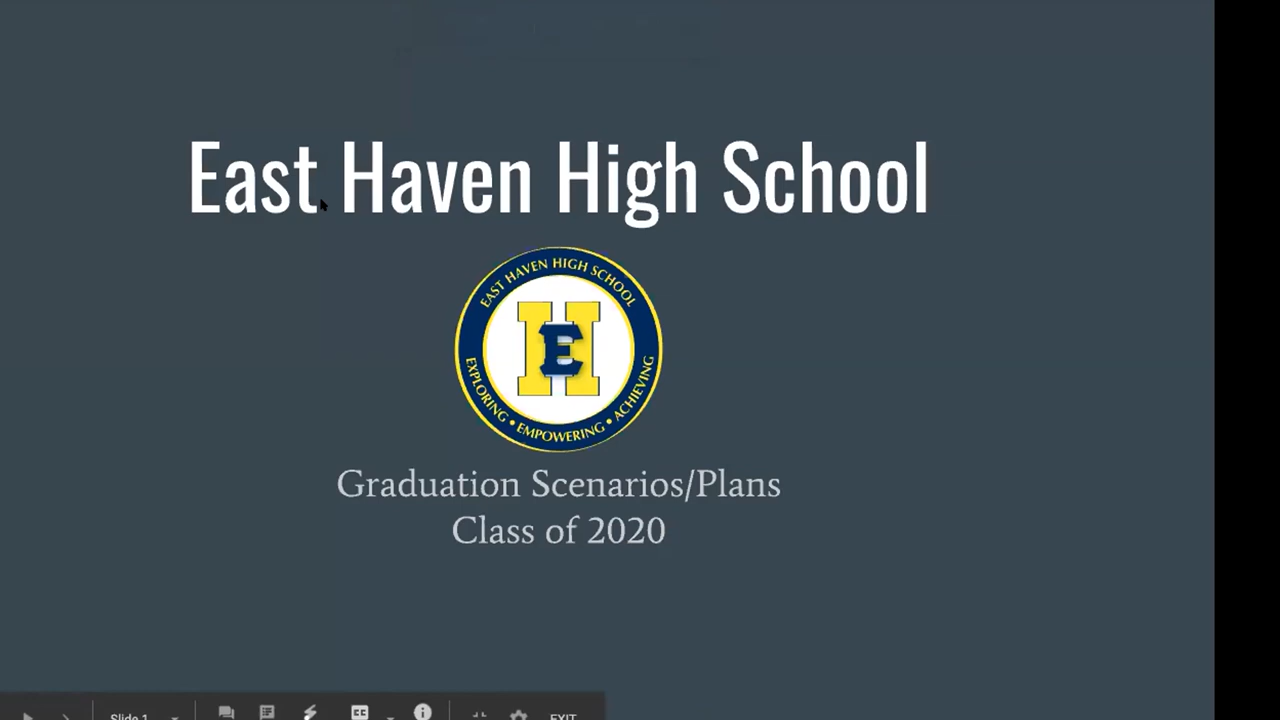 East Haven High School
EAST HAVEN HIGH SCHOOL
H
E
EXPLORING • EMPOWERING • ACHIEVING
Graduation Scenarios/Plans
Class of 2020
Slide 1
CC
EXIT